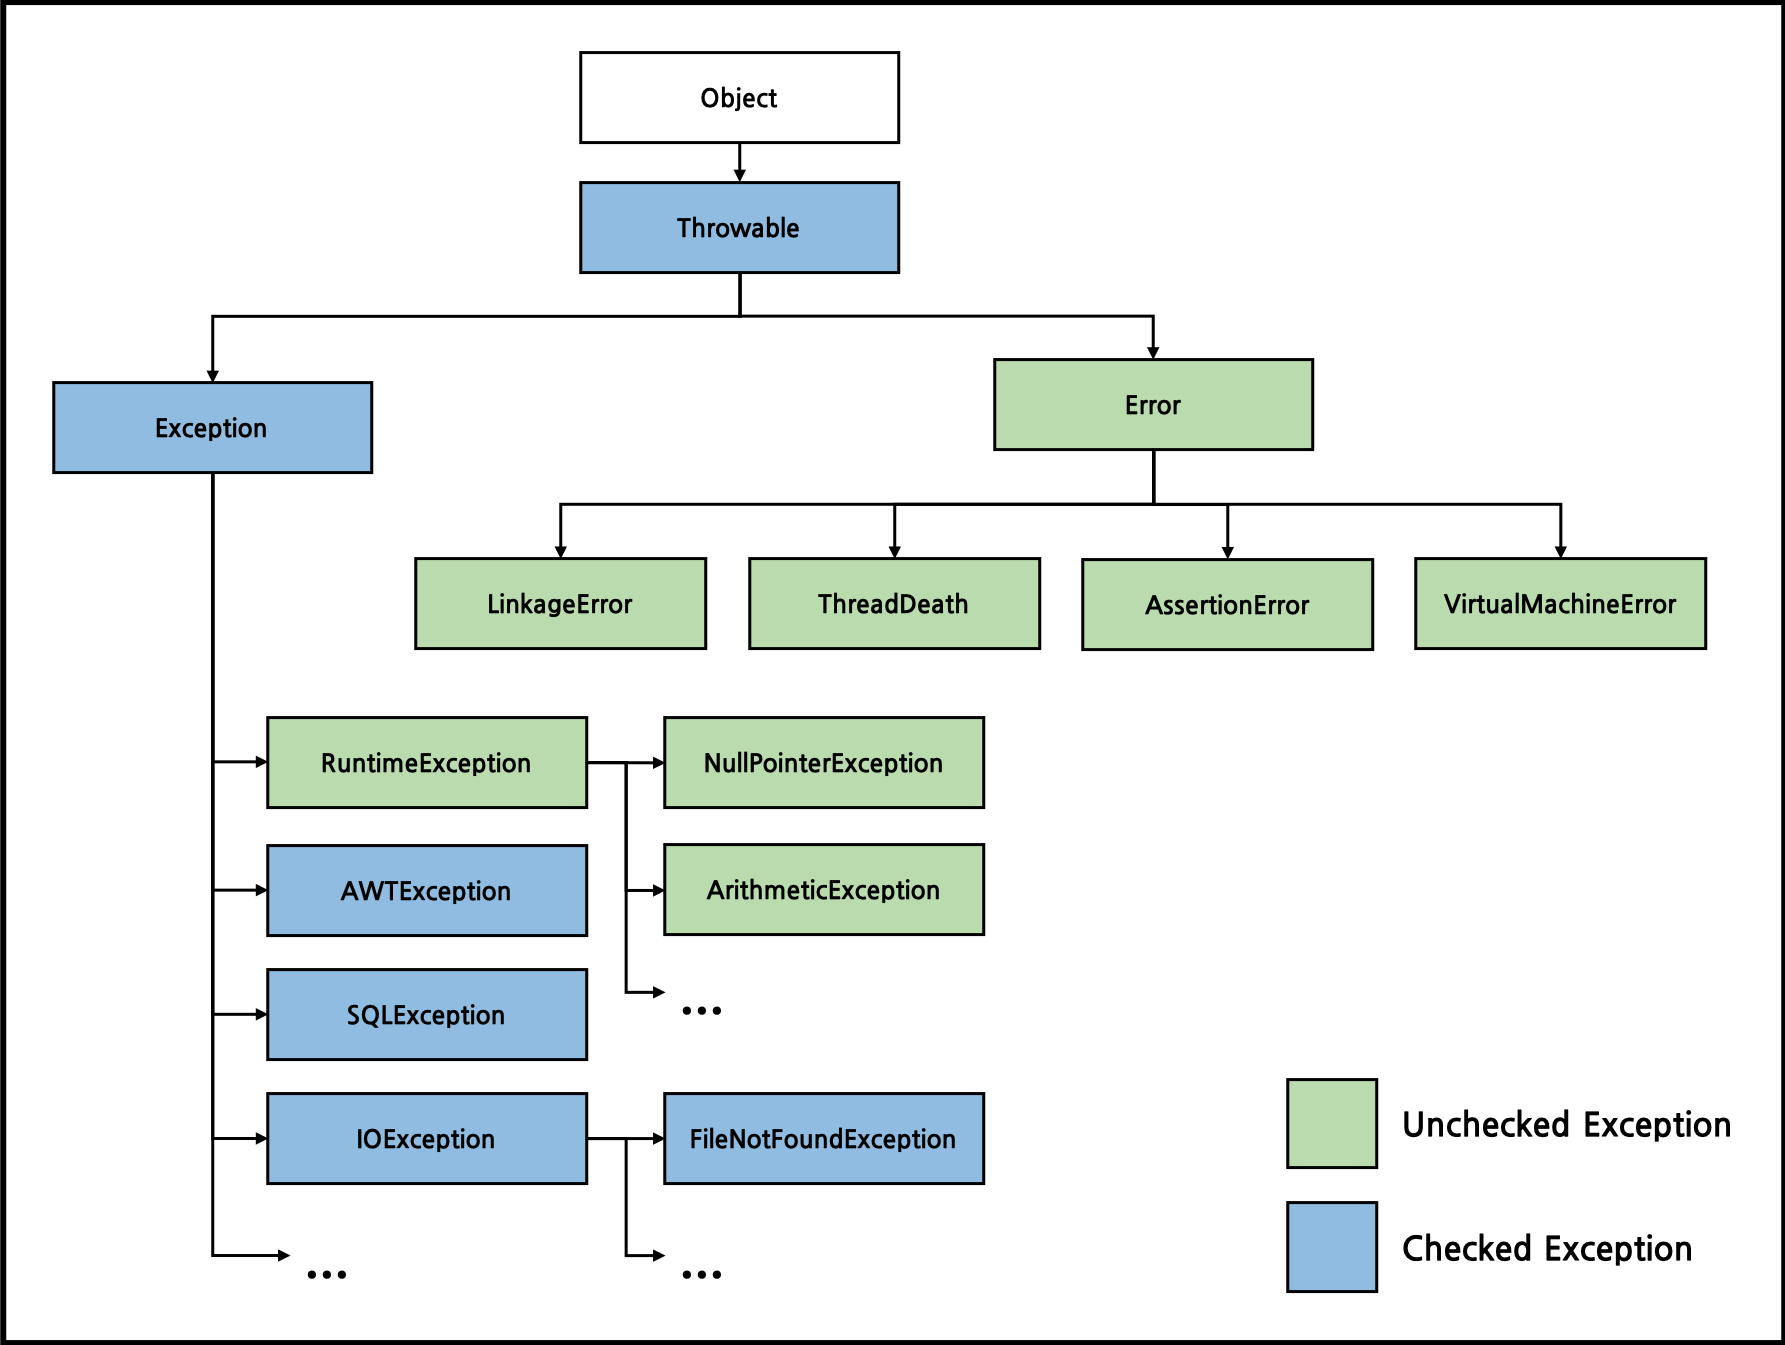 Object
Throwable
Exception
Error
LinkageError
ThreadDeath
AssertionError
VirtualMachineError
RuntimeException
NullPointerException
AWTException
ArithmeticException
SQLException
...
IOException
FileNotFoundException
...
...
Unchecked Exception
Checked Exception